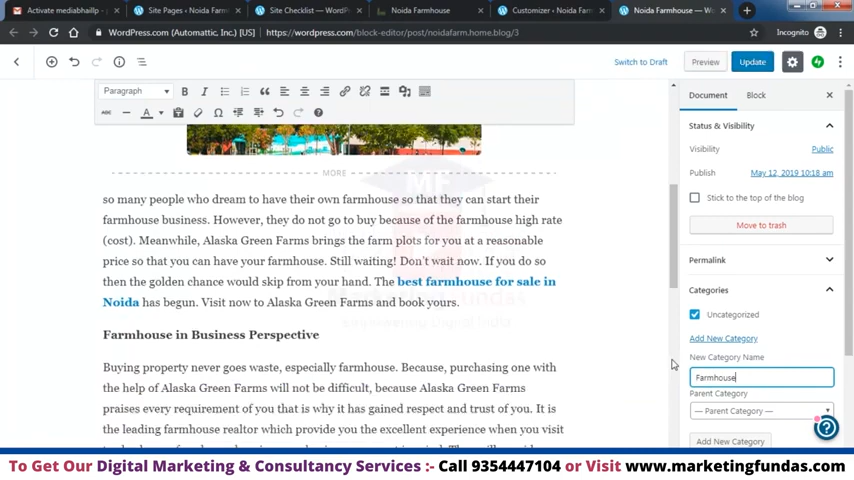 Activate mediabhaillp -
Site Pages ‹ Noida Farm
Site Checklist — WordP
Noida Farmhouse
Customizer ‹ Noida Farm
Noida Farmhouse — Wo
WordPress.com (Automattic, Inc.) [US]
https://wordpress.com/block-editor/post/noidafarm.home.blog/3
Incognito
Switch to Draft
Preview
Update
Paragraph
B I
ABC
A
Ω
Document
Block
Status & Visibility
Visibility
Public
Publish
May 12, 2019 10:18 am
Stick to the top of the blog
Move to trash
Permalink
Categories
Uncategorized
Add New Category
New Category Name
Farmhouse
Parent Category
— Parent Category —
Add New Category
MORE
MF
so many people who dream to have their own farmhouse so that they can start their
farmhouse business. However, they do not go to buy because of the farmhouse high rate
(cost). Meanwhile, Alaska Green Farms brings the farm plots for you at a reasonable
price so that you can have your farmhouse. Still waiting! Don't wait now. If you do so
then the golden chance would skip from your hand. The best farmhouse for sale in
Noida has begun. Visit now to Alaska Green Farms and book yours.
Farmhouse in Business Perspective
Buying property never goes waste, especially farmhouse. Because, purchasing one with
the help of Alaska Green Farms will not be difficult, because Alaska Green Farms
praises every requirement of you that is why it has gained respect and trust of you. It is
the leading farmhouse realtor which provide you the excellent experience when you visit
To Get Our Digital Marketing & Consultancy Services :- Call 9354447104 or Visit www.marketingfundas.com